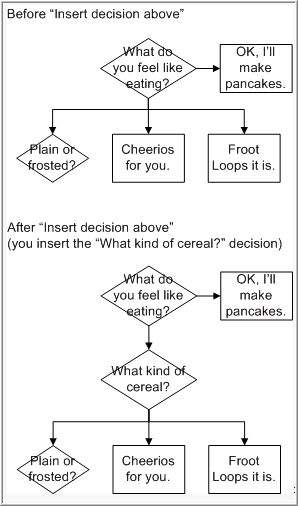 Before “Insert decision above”
What do
you feel like
eating?
OK, I’ll
make
pancakes.
Plain or
frosted?
Cheerios
for you.
Froot
Loops it is.
After “Insert decision above”
(you insert the “What kind of cereal?” decision)
What do
you feel like
eating?
OK, I’ll
make
pancakes.
What kind of
cereal?
Plain or
frosted?
Cheerios
for you.
Froot
Loops it is.